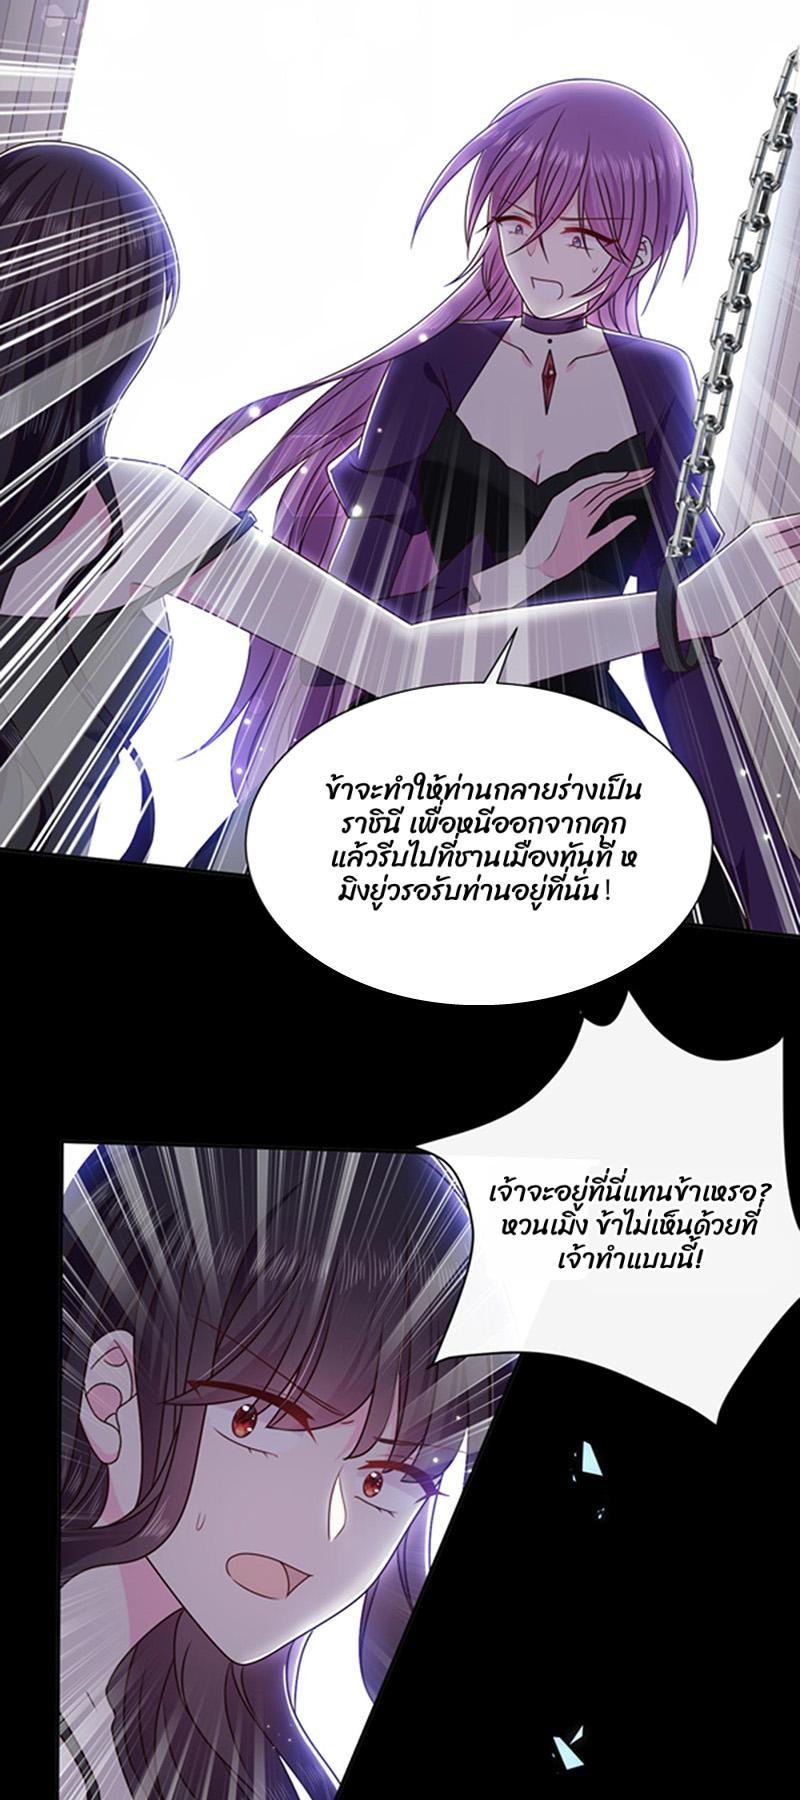 ข้าจะทำให้ท่านกลายร่างเป็น
ราชินี เพื่อหนีออกจากคุก
แล้วรีบไปที่ชานเมืองทันที ห
มิงยู่วรอรับท่านอยู่ที่นั่น!
เจ้าจะอยู่ที่นี่แทนข้าเหรอ?
หวนเมิ่ง ข้าไม่เห็นด้วยที่
เจ้าทำแบบนี้!